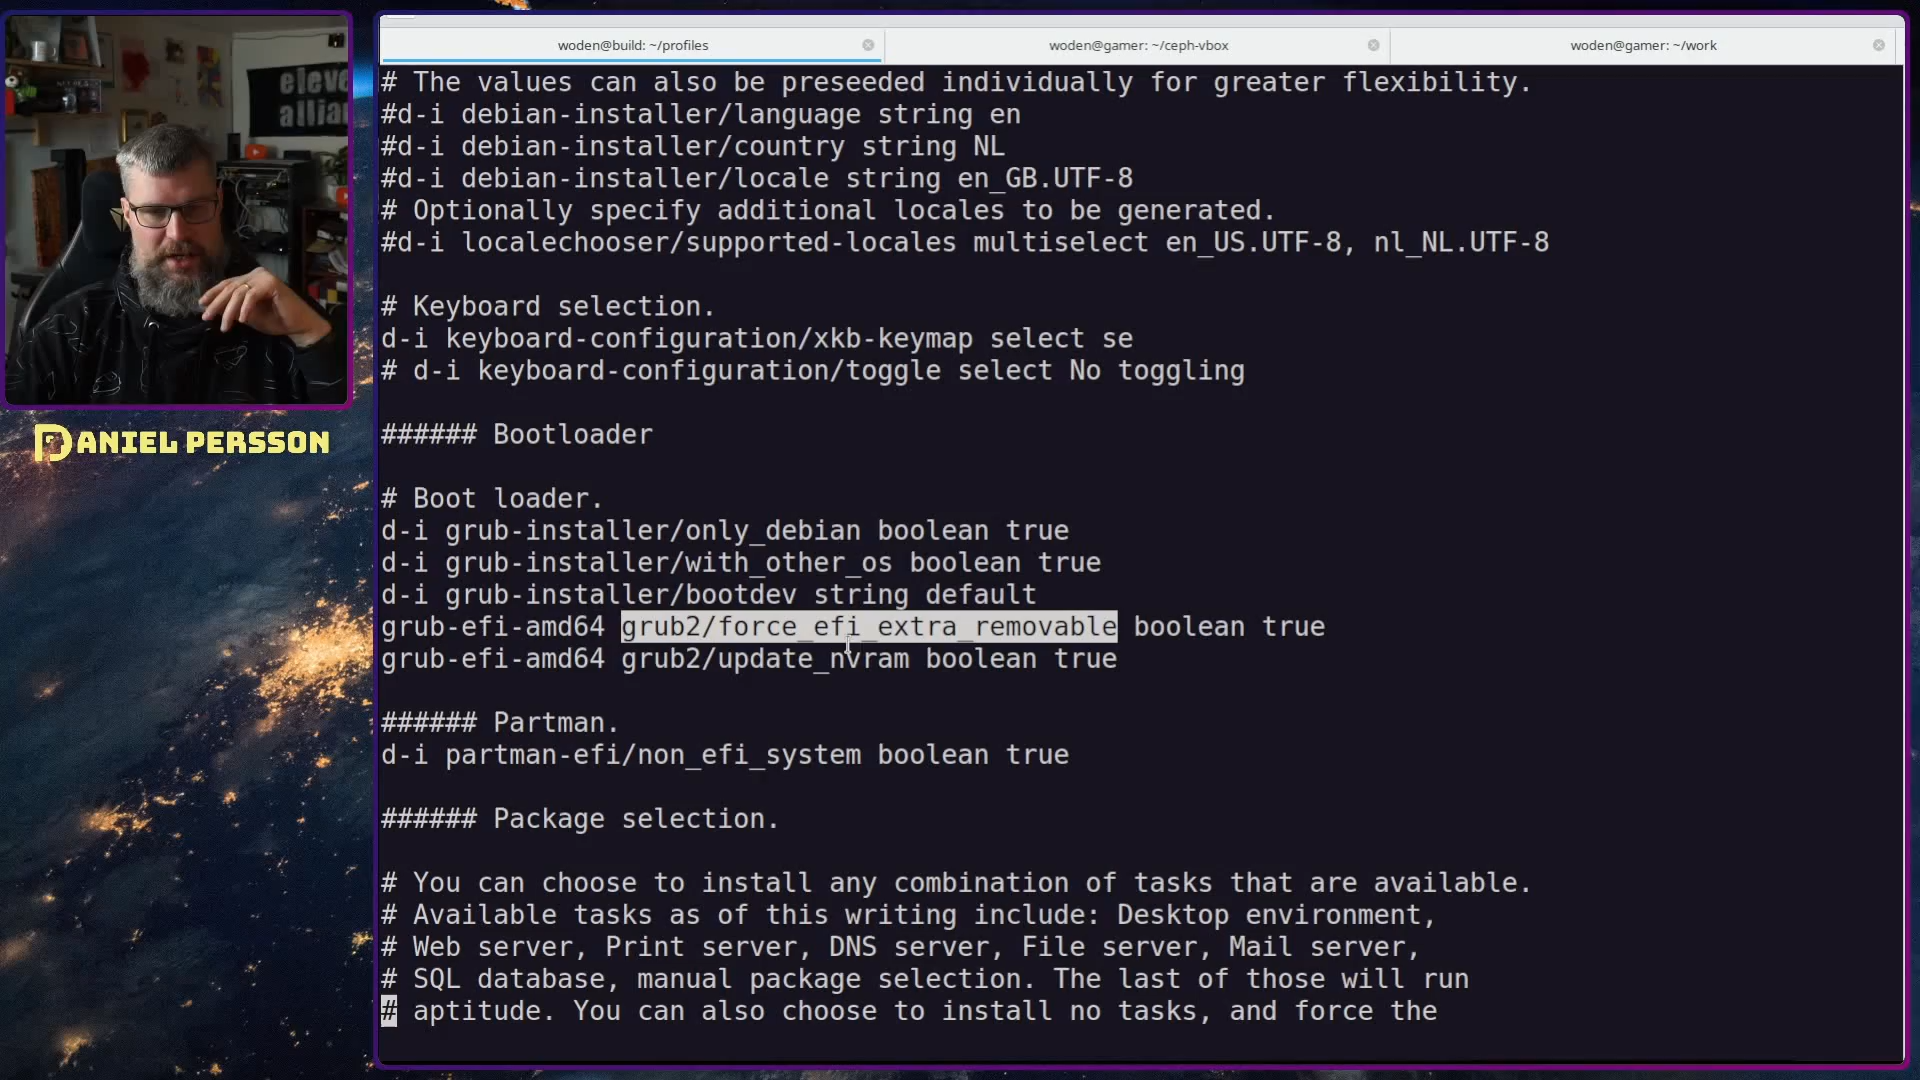 woden@build: ~/profiles
woden@gamer: ~/ceph-vbox
woden@gamer: ~/work
# The values can also be preseeded individually for greater flexibility.
#d-i debian-installer/language string en
#d-i debian-installer/country string NL
#d-i debian-installer/locale string en_GB.UTF-8
# Optionally specify additional locales to be generated.
#d-i localechooser/supported-locales multiselect en_US.UTF-8, nl_NL.UTF-8
# Keyboard selection.
d-i keyboard-configuration/xkb-keymap select se
# d-i keyboard-configuration/toggle select No toggling
###### Bootloader
# Boot loader.
d-i grub-installer/only_debian boolean true
d-i grub-installer/with_other_os boolean true
d-i grub-installer/bootdev string default
grub-efi-amd64 grub2/force_efi_extra_removable boolean true
grub-efi-amd64 grub2/update_nvram boolean true
###### Partman.
d-i partman-efi/non_efi_system boolean true
###### Package selection.
# You can choose to install any combination of tasks that are available.
# Available tasks as of this writing include: Desktop environment,
# Web server, Print server, DNS server, File server, Mail server,
# SQL database, manual package selection. The last of those will run
# aptitude. You can also choose to install no tasks, and force the
DANIEL PERSSON